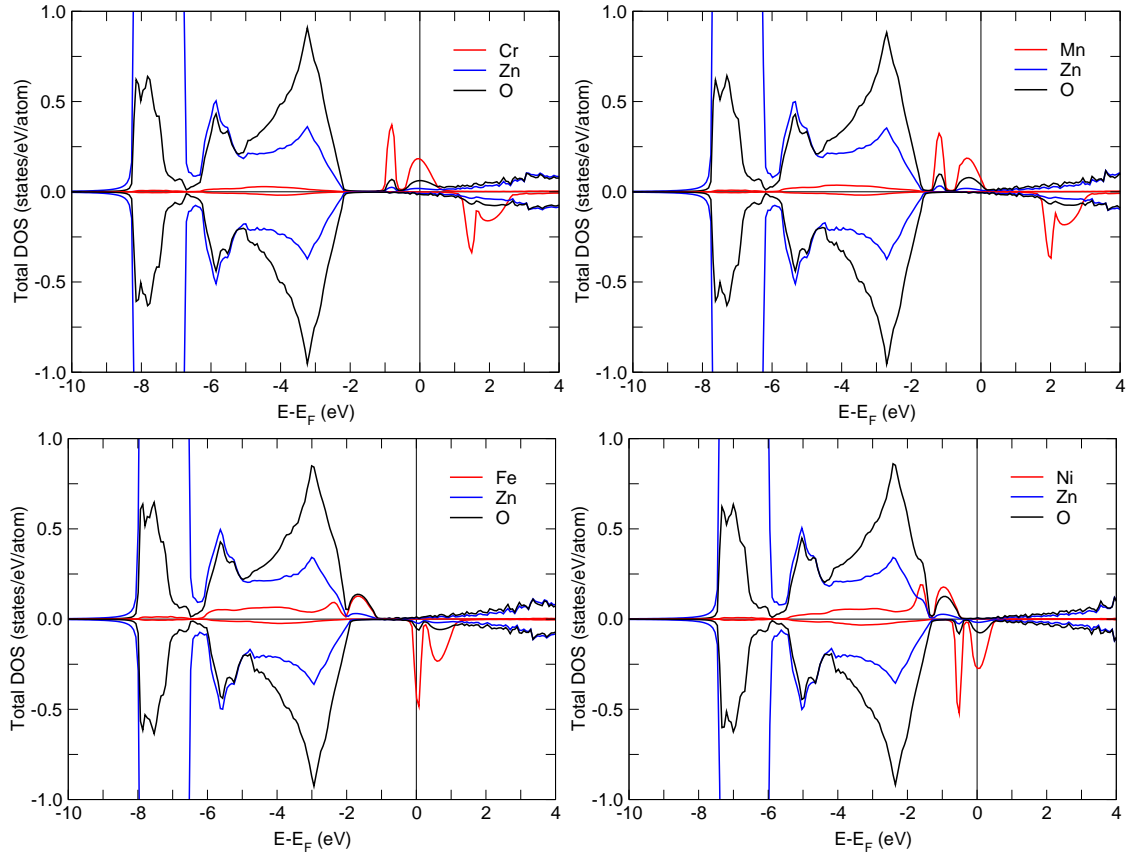 Cr
Zn
O
1.0
0.5
0.0
-0.5
-1.0
Total DOS (states/eV/atom)
-10 -8 -6 -4 -2 0 2 4
E-E_F (eV)
Mn
Zn
O
1.0
0.5
0.0
-0.5
-1.0
Total DOS (states/eV/atom)
-10 -8 -6 -4 -2 0 2 4
E-E_F (eV)
Fe
Zn
O
1.0
0.5
0.0
-0.5
-1.0
Total DOS (states/eV/atom)
-10 -8 -6 -4 -2 0 2 4
E-E_F (eV)
Ni
Zn
O
1.0
0.5
0.0
-0.5
-1.0
Total DOS (states/eV/atom)
-10 -8 -6 -4 -2 0 2 4
E-E_F (eV)